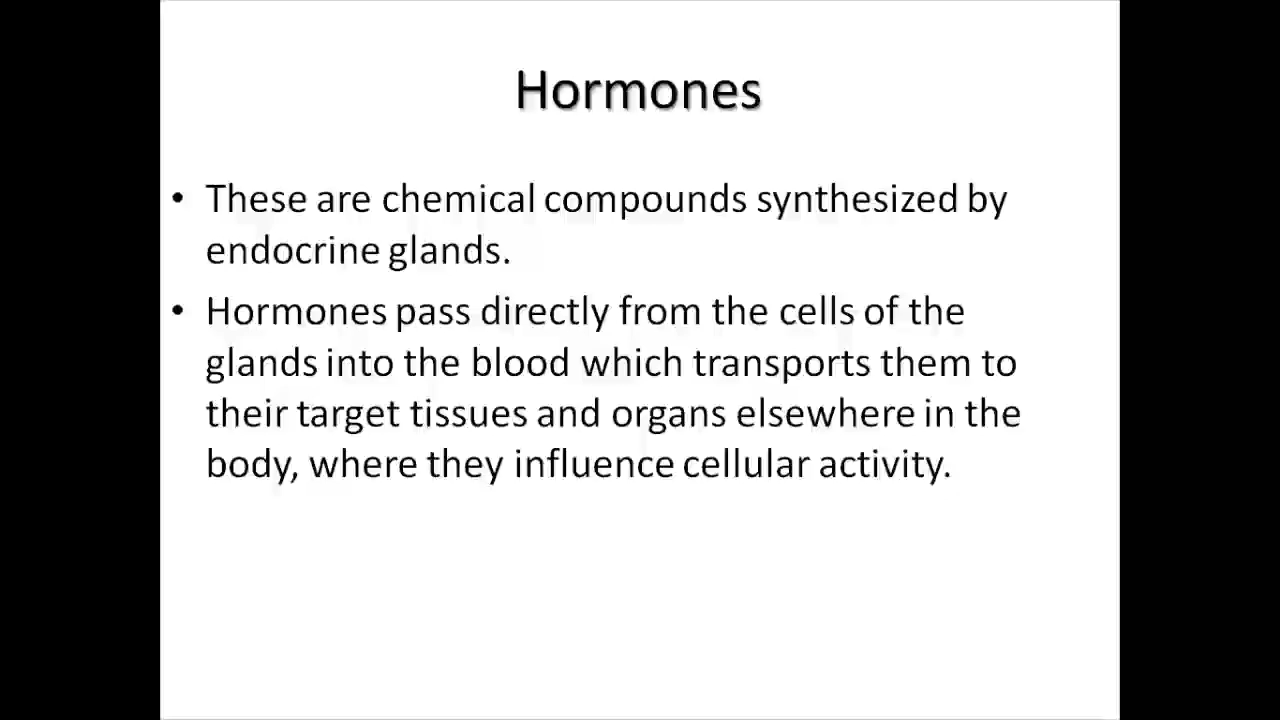 Hormones
• These are chemical compounds synthesized by
endocrine glands.
• Hormones pass directly from the cells of the
glands into the blood which transports them to
their target tissues and organs elsewhere in the
body, where they influence cellular activity.